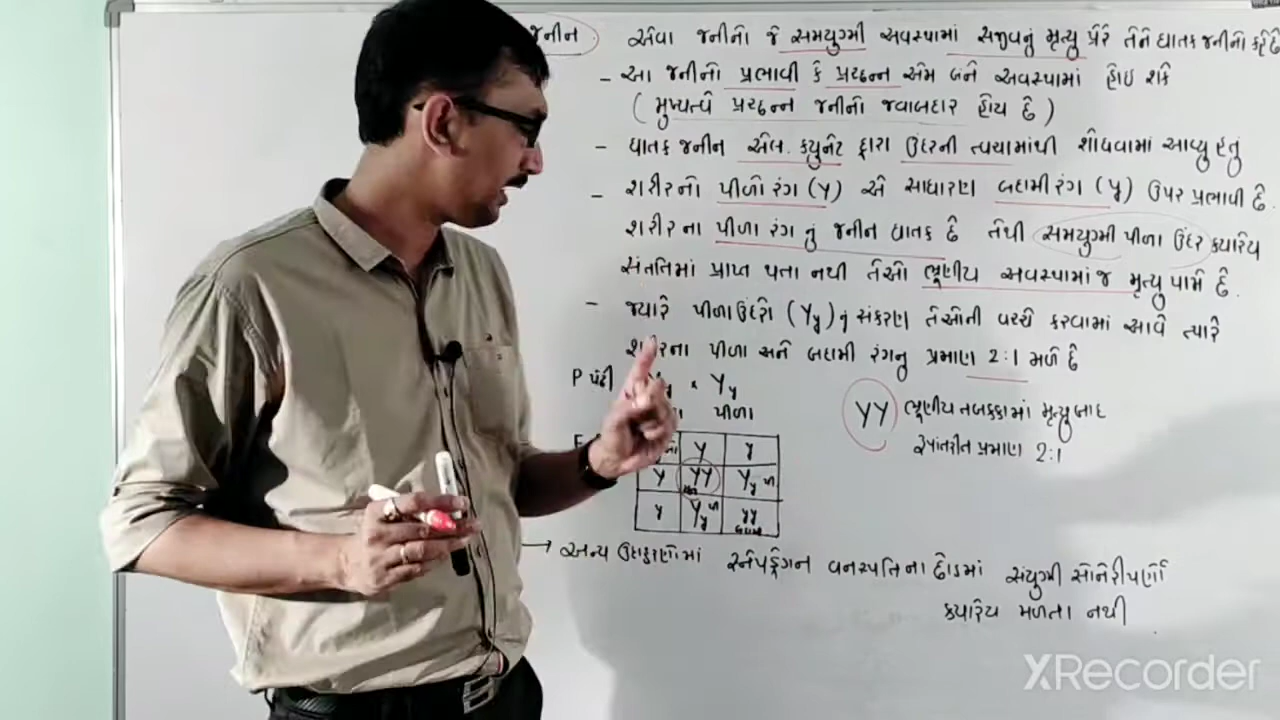 જનીન
એવા જનીનો જે સમયુગ્મી અવસ્થામાં સજીવનું મૃત્યુ પ્રેરે તેને ઘાતક જનીનો કહે છે
- આ જનીનો પ્રભાવી કે પ્રચ્છન્ન એમ બંને અવસ્થામાં હોઇ શકે
( મુખ્યત્વે પ્રચ્છન્ન જનીનો જવાબદાર હોય છે )
- ઘાતક જનીન એલ. ક્યુનેટ દ્વારા ઉંદરની ત્વચામાંથી શોધવામાં આવ્યુ હતું
- શરીરનો પીળો રંગ (Y) એ સાધારણ બદામી રંગ (y) ઉપર પ્રભાવી છે.
શરીરના પીળા રંગ નું જનીન ઘાતક છે તેથી સમયુગ્મી પીળા ઉંદર ક્યારેય
સંતતિમાં પ્રાપ્ત થતા નથી તેઓ ભ્રૂણીય અવસ્થામાં જ મૃત્યુ પામે છે.
- જ્યારે પીળા ઉંદરો (Yy) નું સંકરણ તેઓની વચ્ચે કરવામાં આવે ત્યારે
શરીરના પીળા અને બદામી રંગનુ પ્રમાણ 2:1 મળે છે
P પેઢી Yy x Yy
પીળા
YY ભ્રૂણીય તબક્કામાં મૃત્યુ બાદ
રૂપાંતરીત પ્રમાણ 2:1
F Y y
Y YY Yy પી
y Yy પી yy
→ અન્ય ઉદાહરણોમાં સ્નેપડ્રેગન વનસ્પતિના છોડમાં સંયુગ્મી સોનેરીપર્ણો
ક્યારેય મળતા નથી
XRecorder